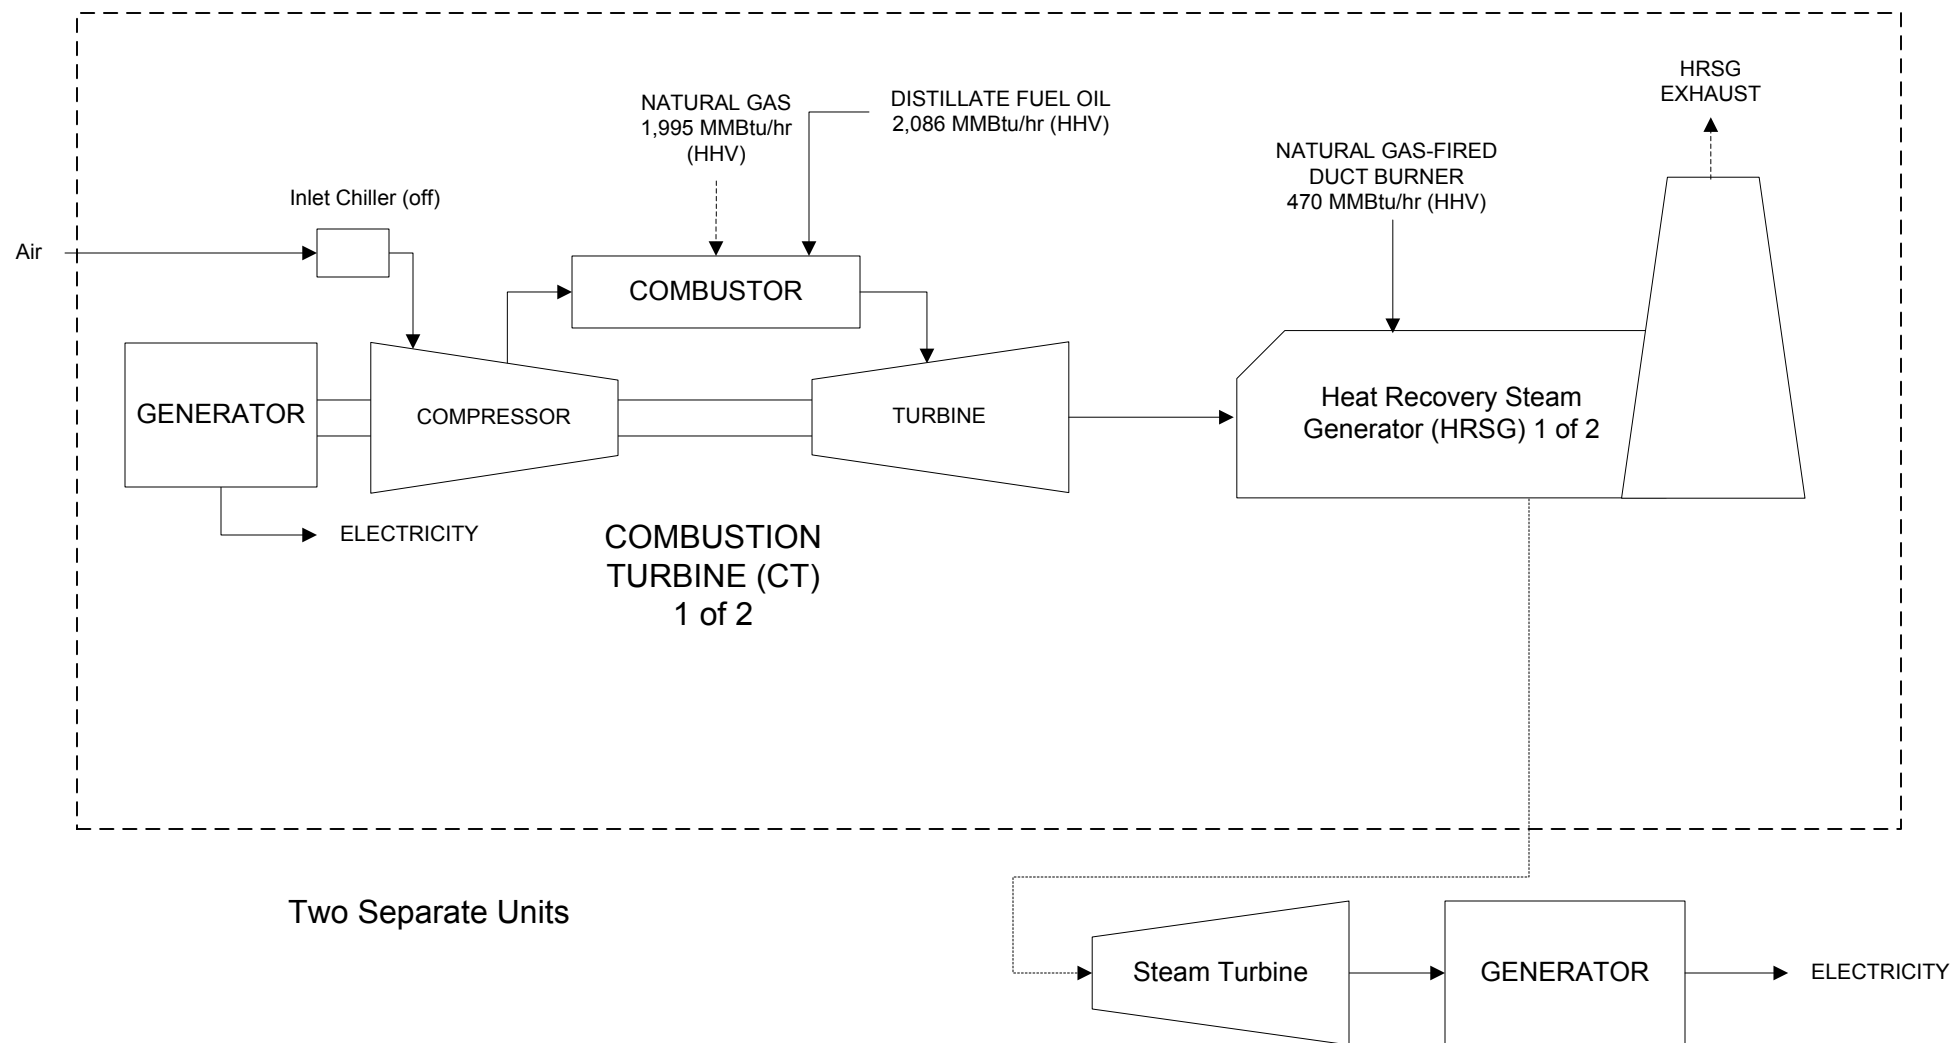 HRSG
EXHAUST
NATURAL GAS
1,995 MMBtu/hr
(HHV)
DISTILLATE FUEL OIL
2,086 MMBtu/hr (HHV)
NATURAL GAS-FIRED
DUCT BURNER
470 MMBtu/hr (HHV)
Inlet Chiller (off)
Air
COMBUSTOR
GENERATOR
COMPRESSOR
TURBINE
Heat Recovery Steam
Generator (HRSG) 1 of 2
ELECTRICITY
COMBUSTION
TURBINE (CT)
1 of 2
Two Separate Units
Steam Turbine
GENERATOR
ELECTRICITY